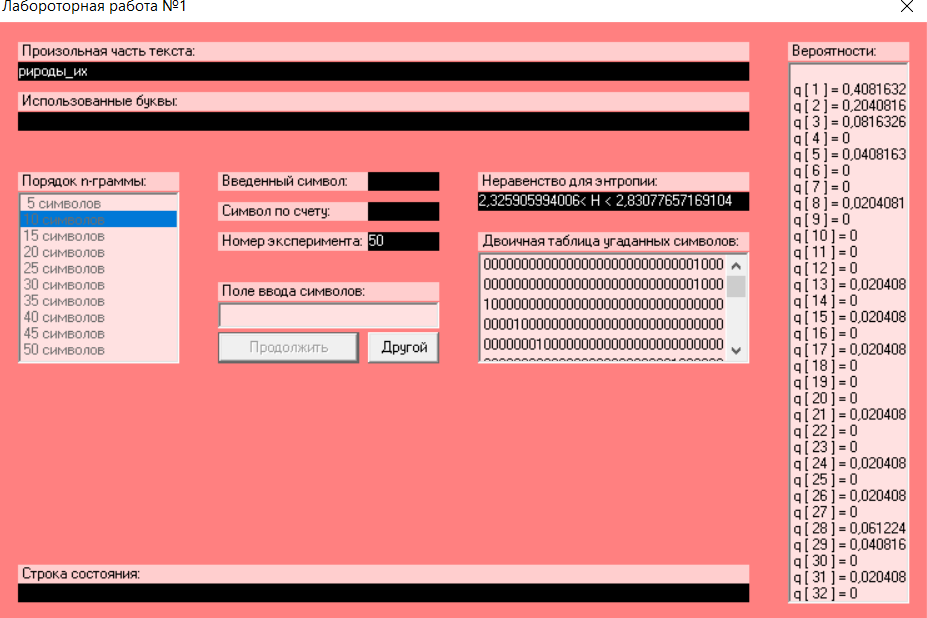 Лабороторная работа №1
Произольная часть текста:
рироды_их
Использованные буквы:
Порядок n-граммы:
5 символов
10 символов
15 символов
20 символов
25 символов
30 символов
35 символов
40 символов
45 символов
50 символов
Введенный символ:
Символ по счету:
Номер эксперимента: 50
Поле ввода символов:
Продолжить
Другой
Неравенство для энтропии:
2,325905994006< H < 2,83077657169104
Двоичная таблица угаданных символов:
00000000000000000000000000001000
00000000000000000000000000001000
10000000000000000000000000000000
00001000000000000000000000000000
00000001000000000000000000000000
Строка состояния:
Вероятности:
q [ 1 ] = 0,4081632
q [ 2 ] = 0,2040816
q [ 3 ] = 0,0816326
q [ 4 ] = 0
q [ 5 ] = 0,0408163
q [ 6 ] = 0
q [ 7 ] = 0
q [ 8 ] = 0,0204081
q [ 9 ] = 0
q [ 10 ] = 0
q [ 11 ] = 0
q [ 12 ] = 0
q [ 13 ] = 0,020408
q [ 14 ] = 0
q [ 15 ] = 0,020408
q [ 16 ] = 0
q [ 17 ] = 0,020408
q [ 18 ] = 0
q [ 19 ] = 0
q [ 20 ] = 0
q [ 21 ] = 0,020408
q [ 22 ] = 0
q [ 23 ] = 0
q [ 24 ] = 0,020408
q [ 25 ] = 0
q [ 26 ] = 0,020408
q [ 27 ] = 0
q [ 28 ] = 0,061224
q [ 29 ] = 0,040816
q [ 30 ] = 0
q [ 31 ] = 0,020408
q [ 32 ] = 0